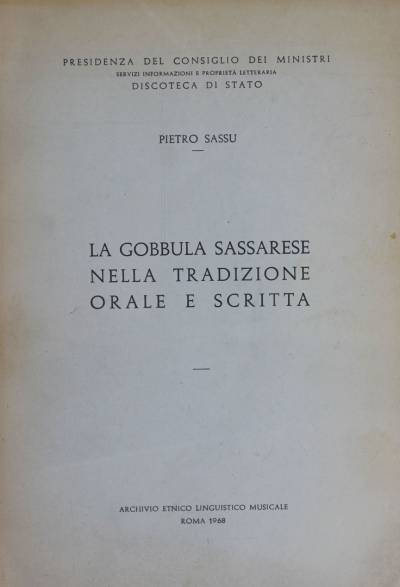 PRESIDENZA DEL CONSIGLIO DEI MINISTRI
SERVIZI INFORMAZIONI E PROPRIETÀ LETTERARIA
DISCOTECA DI STATO
PIETRO SASSU
LA GOBBULA SASSARESE
NELLA TRADIZIONE
ORALE E SCRITTA
ARCHIVIO ETNICO LINGUISTICO MUSICALE
ROMA 1968